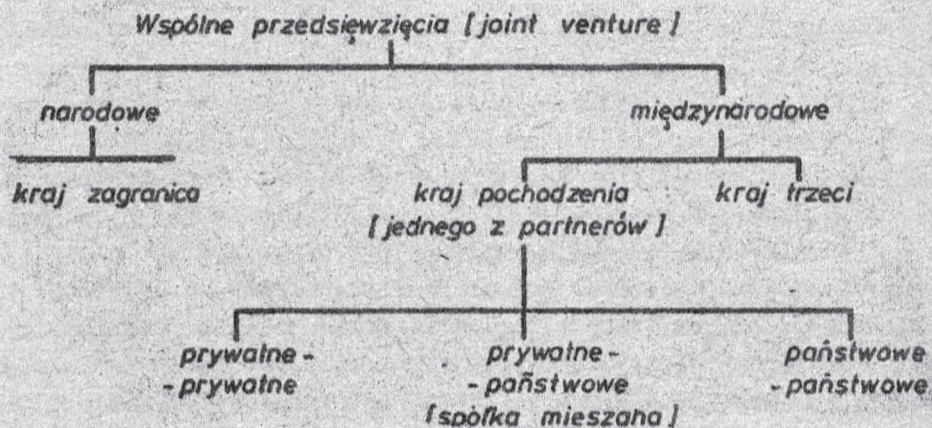 Wspólne przedsięwzięcia [joint venture]
narodowe międzynarodowe
kraj zagranica kraj pochodzenia kraj trzeci
[jednego z partnerów]
prywatne - prywatne - państwowe
- prywatne - państwowe - państwowe
[spółka mieszana]